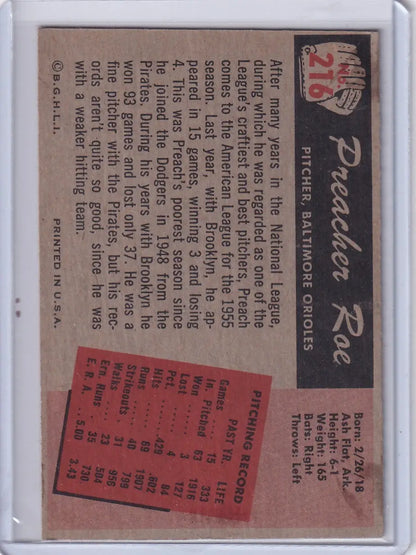 No.
216
Preacher Roe
PITCHER, BALTIMORE ORIOLES
Born: 2/26/18
Ash Flat, Ark.
Height: 6-1
Weight: 165
Bats: Right
Throws: Left
After many years in the National League,
during which he was regarded as one of the
League's craftiest and best pitchers, Preach
comes to the American League for the 1955
season. Last year, with Brooklyn, he ap-
peared in 15 games, winning 3 and losing
4. This was Preach's poorest season since
he joined the Dodgers in 1948 from the
Pirates. During his years with Brooklyn he
won 93 games and lost only 37. He was a
fine pitcher with the Pirates, but his rec-
ords aren't quite so good, since he was
with a weaker hitting team.
PITCHING RECORD
PAST YR. LIFE
Games 15 333
In. Pitched 63 1916
Won 3 127
Lost 4 84
Pct. .429 .602
Hits 69 1907
Runs 40 856
Strikeouts 31 956
Walks 23 504
Ern. Runs 35 730
E. R. A. 5.00 3.43
©B.G.H.L.I. PRINTED IN U.S.A.